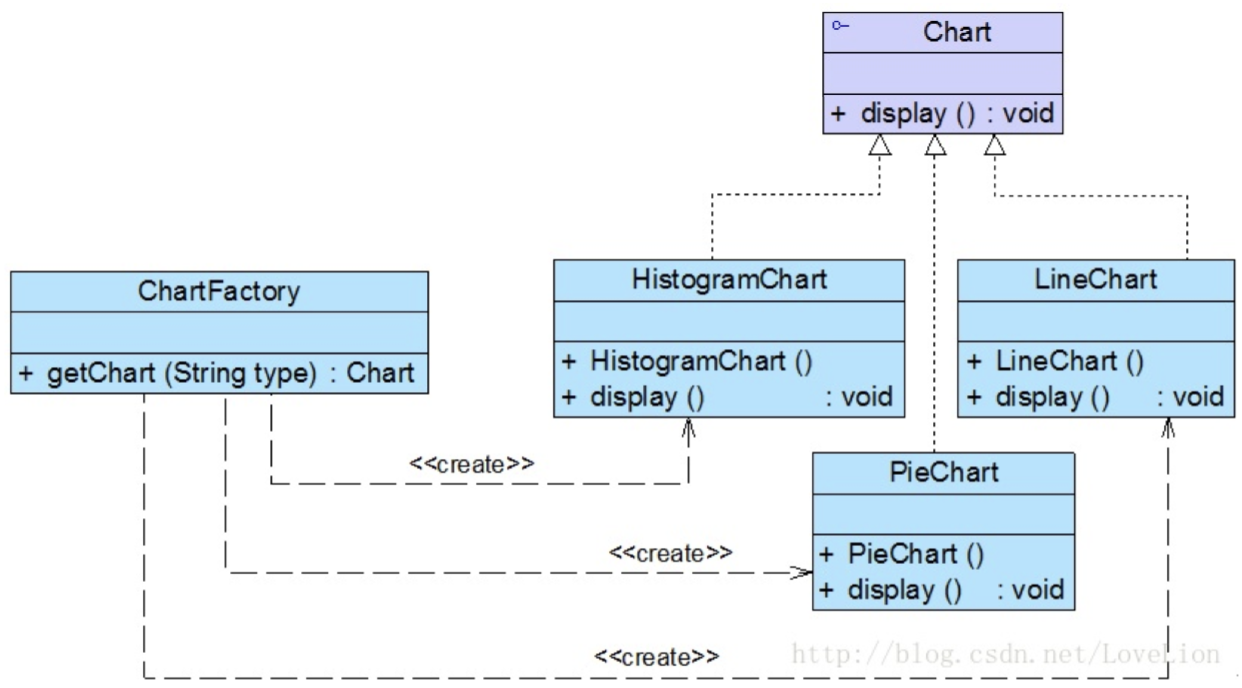 Chart
+ display () : void
ChartFactory
+ getChart (String type) : Chart
HistogramChart
+ HistogramChart ()
+ display () : void
LineChart
+ LineChart ()
+ display () : void
<<create>>
PieChart
+ PieChart ()
+ display () : void
<<create>>
<<create>>
http://blog.csdn.net/LoveLion